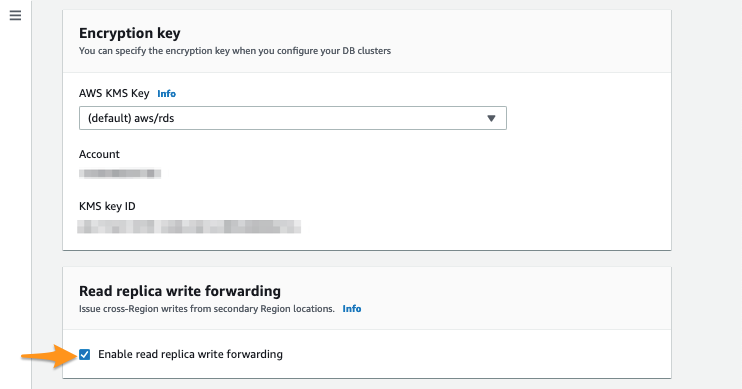 Encryption key
You can specify the encryption key when you configure your DB clusters
AWS KMS Key Info
(default) aws/rds
Account
KMS key ID
Read replica write forwarding
Issue cross-Region writes from secondary Region locations. Info
Enable read replica write forwarding